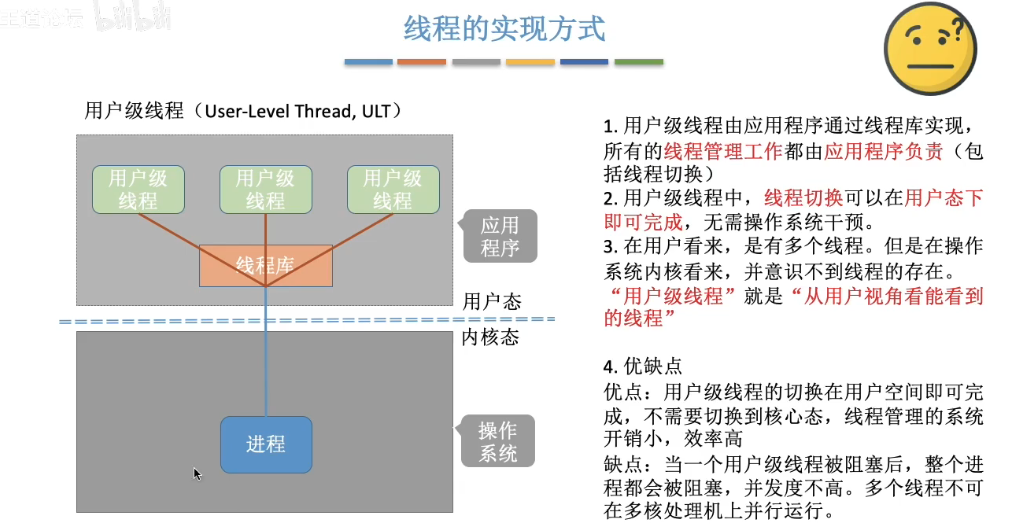 bilibili
线程的实现方式
用户级线程（User-Level Thread, ULT）
用户级
线程
用户级
线程
用户级
线程
线程库
应用
程序
用户态
内核态
进程
操作
系统
1. 用户级线程由应用程序通过线程库实现，
所有的线程管理工作都由应用程序负责（包
括线程切换）
2. 用户级线程中，线程切换可以在用户态下
即可完成，无需操作系统干预。
3. 在用户看来，是有多个线程。但是在操作
系统内核看来，并意识不到线程的存在。
“用户级线程”就是“从用户视角看能看到
的线程”
4. 优缺点
优点：用户级线程的切换在用户空间即可完
成，不需要切换到核心态，线程管理的系统
开销小，效率高
缺点：当一个用户级线程被阻塞后，整个进
程都会被阻塞，并发度不高。多个线程不可
在多核处理机上并行运行。